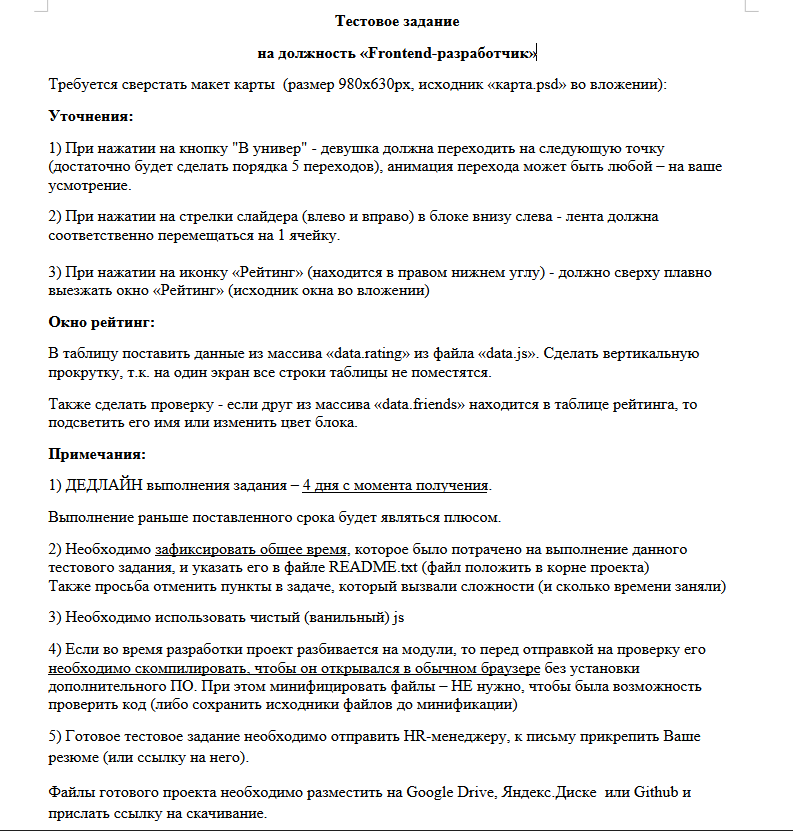 Тестовое задание
на должность «Frontend-разработчик»
Требуется сверстать макет карты  (размер 980х630px, исходник «карта.psd» во вложении):
Уточнения:
1) При нажатии на кнопку "В универ" - девушка должна переходить на следующую точку
(достаточно будет сделать порядка 5 переходов), анимация перехода может быть любой – на ваше
усмотрение.
2) При нажатии на стрелки слайдера (влево и вправо) в блоке внизу слева - лента должна
соответственно перемещаться на 1 ячейку.
3) При нажатии на иконку «Рейтинг» (находится в правом нижнем углу) - должно сверху плавно
выезжать окно «Рейтинг» (исходник окна во вложении)
Окно рейтинг:
В таблицу поставить данные из массива «data.rating» из файла «data.js». Сделать вертикальную
прокрутку, т.к. на один экран все строки таблицы не поместятся.
Также сделать проверку - если друг из массива «data.friends» находится в таблице рейтинга, то
подсветить его имя или изменить цвет блока.
Примечания:
1) ДЕДЛАЙН выполнения задания – 4 дня с момента получения.
Выполнение раньше поставленного срока будет являться плюсом.
2) Необходимо зафиксировать общее время, которое было потрачено на выполнение данного
тестового задания, и указать его в файле README.txt (файл положить в корне проекта)
Также просьба отменить пункты в задаче, который вызвали сложности (и сколько времени заняли)
3) Необходимо использовать чистый (ванильный) js
4) Если во время разработки проект разбивается на модули, то перед отправкой на проверку его
необходимо скомпилировать, чтобы он открывался в обычном браузере без установки
дополнительного ПО. При этом минифицировать файлы – НЕ нужно, чтобы была возможность
проверить код (либо сохранить исходники файлов до минификации)
5) Готовое тестовое задание необходимо отправить HR-менеджеру, к письму прикрепить Ваше
резюме (или ссылку на него).
Файлы готового проекта необходимо разместить на Google Drive, Яндекс.Диске  или Github и
прислать ссылку на скачивание.